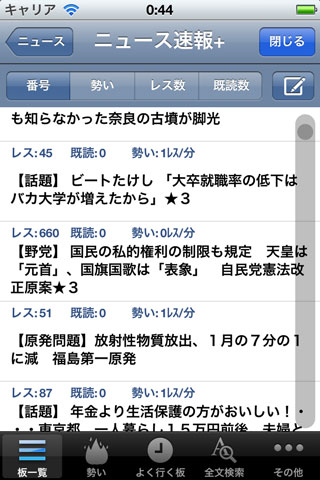 キャリア 0:44
ニュース ニュース速報+ 閉じる
番号 勢い レス数 既読数
も知らなかった奈良の古墳が脚光
レス:45 既読:0 勢い:1ﾚｽ/分
【話題】 ビートたけし 「大卒就職率の低下は
バカ大学が増えたから」★３
レス:660 既読:0 勢い:0ﾚｽ/分
【野党】 国民の私的権利の制限も規定　天皇は
「元首」、国旗国歌は「表象」　自民党憲法改
正原案★３
レス:51 既読:0 勢い:1ﾚｽ/分
【原発問題】放射性物質放出、１月の７分の１
に減　福島第一原発
レス:87 既読:0 勢い:1ﾚｽ/分
【話題】 年金より生活保護の方がおいしい！・
・・東京都　一人暮らし１５万円前後　夫婦と
板一覧 勢い よく行く板 全文検索 その他